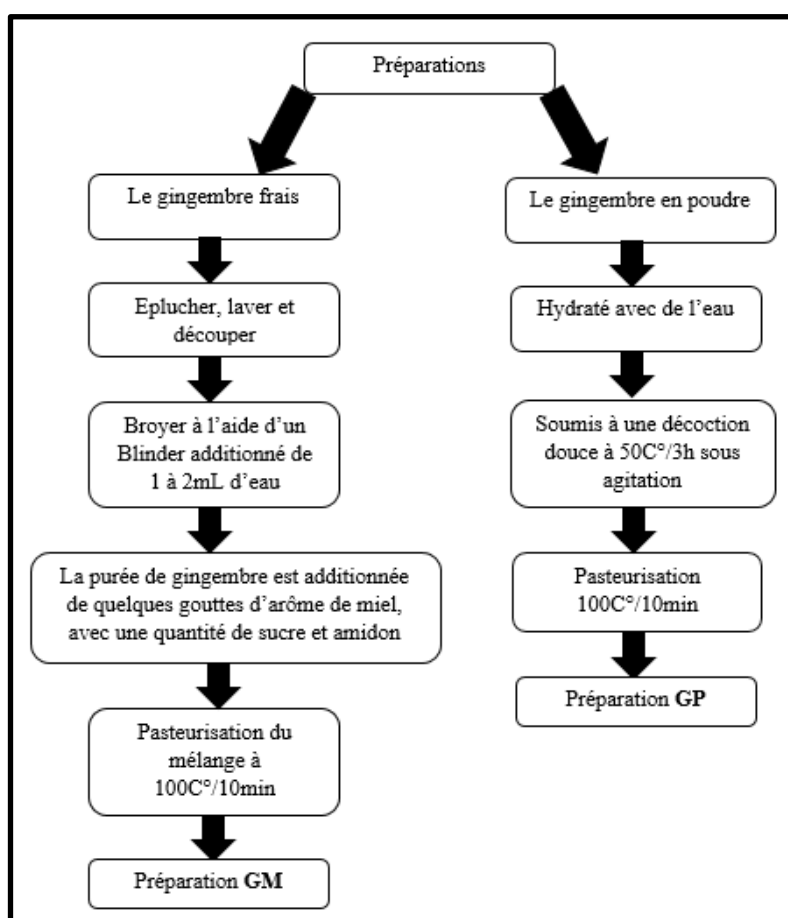 Préparations
Le gingembre frais
Eplucher, laver et
découper
Broyer à l’aide d’un
Blinder additionné de
1 à 2mL d’eau
La purée de gingembre est additionnée
de quelques gouttes d’arôme de miel,
avec une quantité de sucre et amidon
Pasteurisation du
mélange à
100C°/10min
Préparation GM
Le gingembre en poudre
Hydraté avec de l’eau
Soumis à une décoction
douce à 50C°/3h sous
agitation
Pasteurisation
100C°/10min
Préparation GP